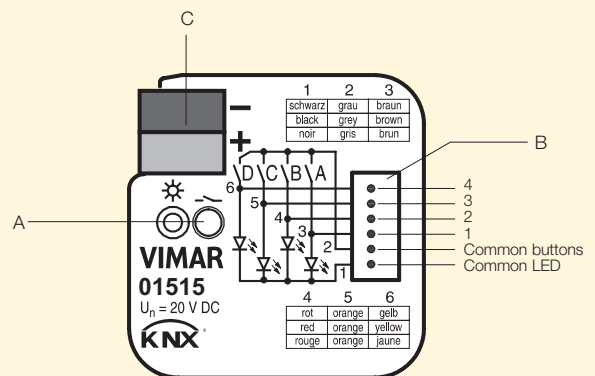 C
−
+
1 2 3
schwarz grau braun
black grey brown
noir gris brun
B
D C B A
6
5
4
3
2
1
4
3
2
1
Common buttons
Common LED
A
VIMAR
01515
Un = 20 V DC
KNX
4 5 6
rot orange gelb
red orange yellow
rouge orange jaune